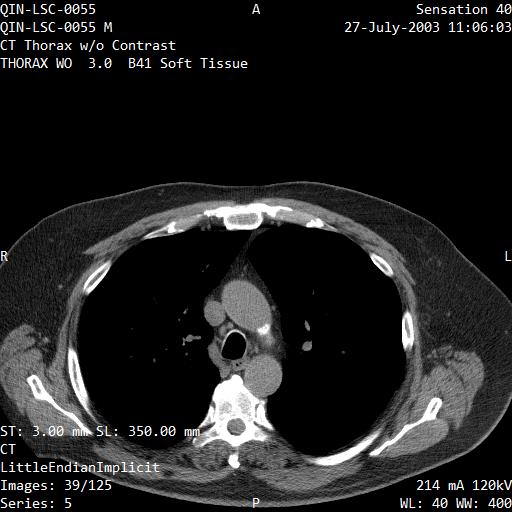 QIN-LSC-0055
A
Sensation 40
QIN-LSC-0055 M
27-July-2003 11:06:03
CT Thorax w/o Contrast
THORAX WO 3.0 B41 Soft Tissue
R
L
ST: 3.00 mm SL: 350.00 mm
CT
LittleEndianImplicit
Images: 39/125
214 mA 120kV
Series: 5
P
WL: 40 WW: 400